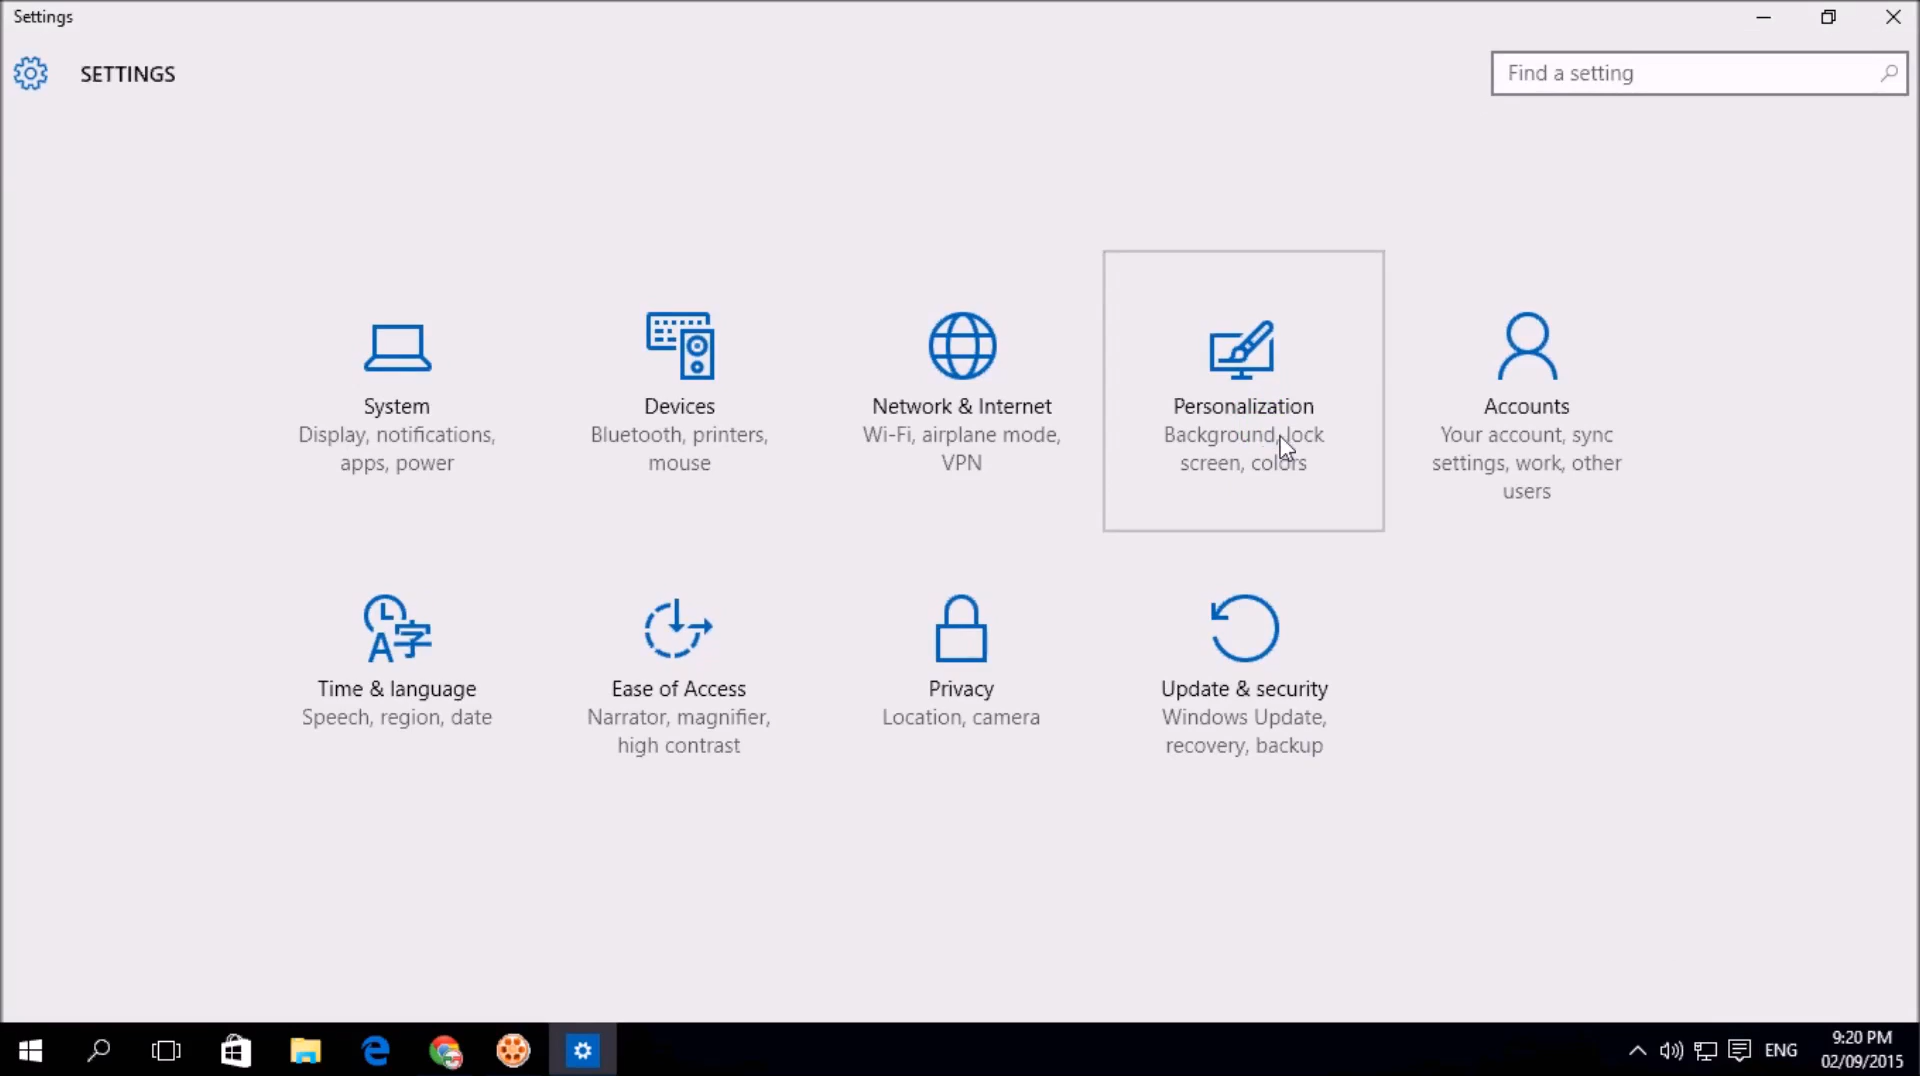 Settings
SETTINGS
Find a setting
System
Display, notifications,
apps, power
Devices
Bluetooth, printers,
mouse
Network & Internet
Wi-Fi, airplane mode,
VPN
Personalization
Background, lock
screen, colors
Accounts
Your account, sync
settings, work, other
users
Time & language
Speech, region, date
Ease of Access
Narrator, magnifier,
high contrast
Privacy
Location, camera
Update & security
Windows Update,
recovery, backup
ENG
9:20 PM
02/09/2015